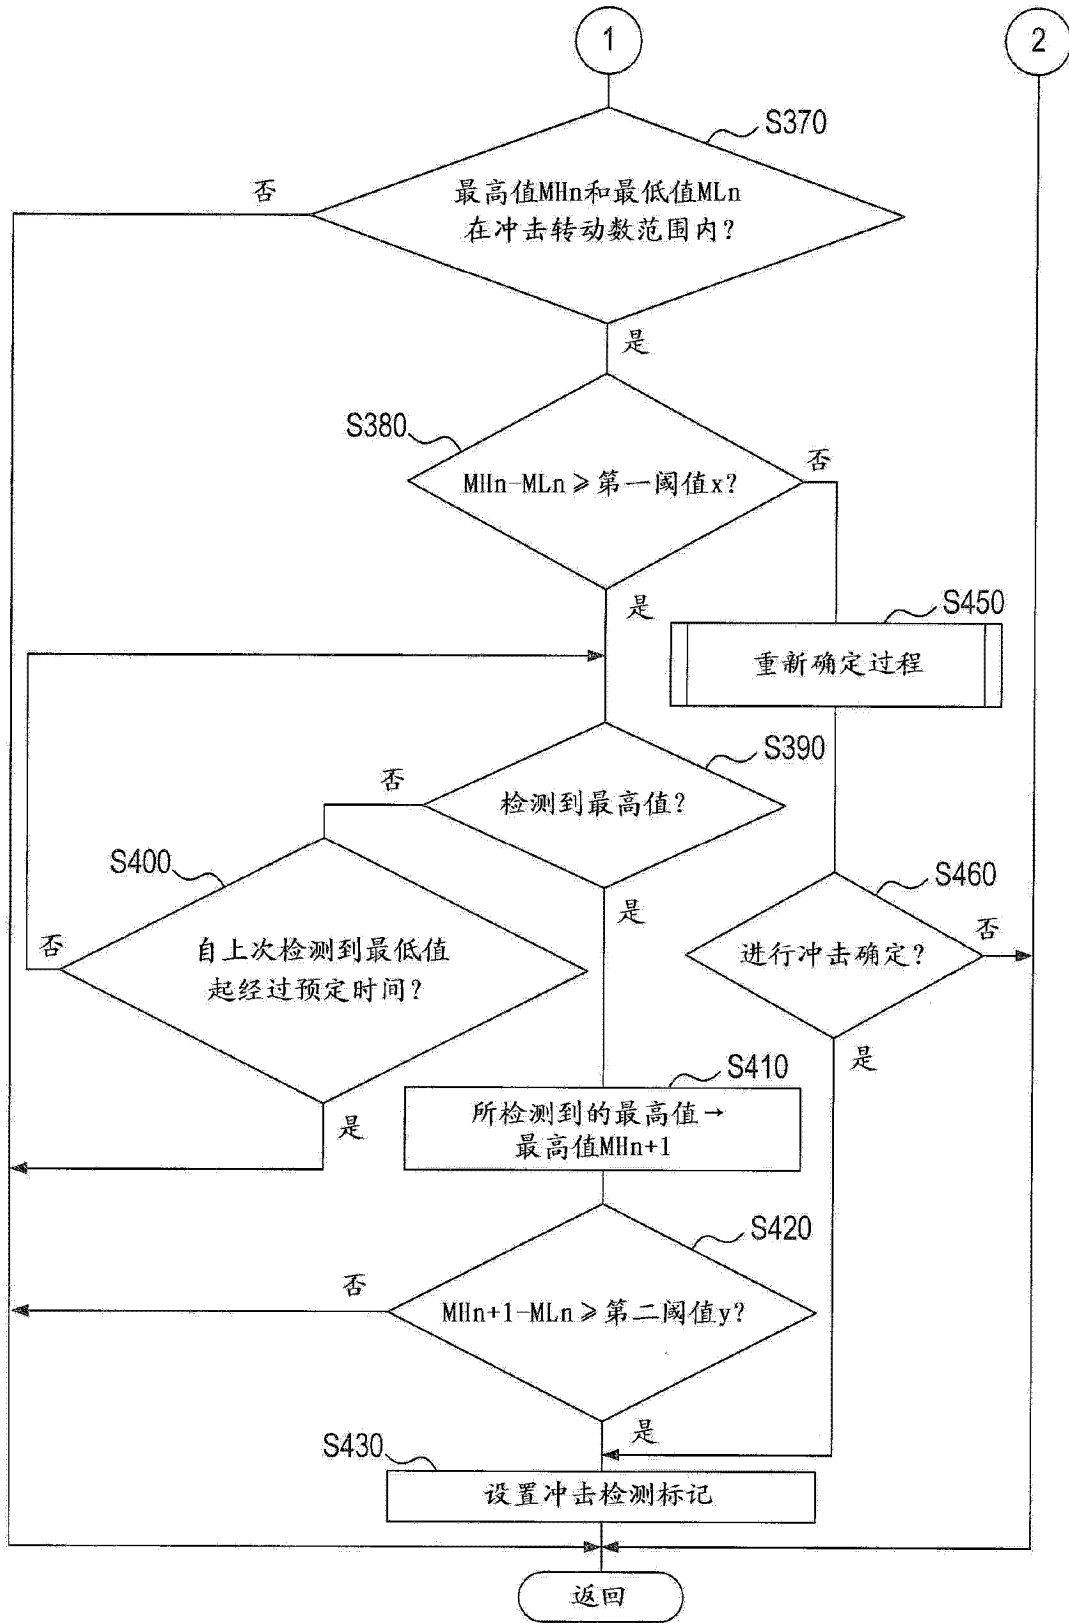 1
2
S370
否
最高值MHn和最低值MLn
在冲击转动数范围内?
是
S380
否
MHn-MLn≥第一阈值x?
是
S450
重新确定过程
S390
否
检测到最高值?
S400
S460
是
否
自上次检测到最低值
起经过预定时间?
进行冲击确定?
否
是
S410
是
所检测到的最高值→
最高值MHn+1
S420
否
MHn+1-MLn≥第二阈值y?
S430
是
设置冲击检测标记
返回